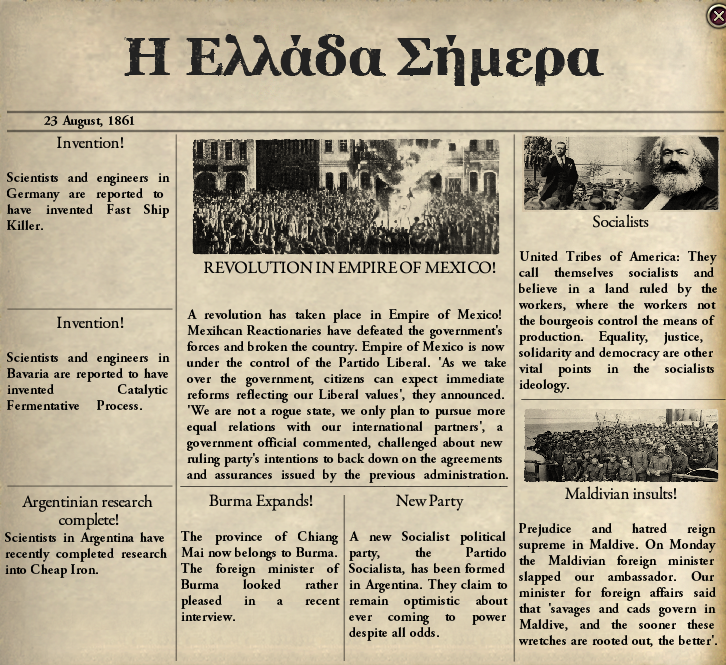 Η Ελλάδα Σήμερα
23 August, 1861
Invention!
Scientists and engineers in
Germany are reported to
have invented Fast Ship
Killer.
Invention!
Scientists and engineers in
Bavaria are reported to have
invented Catalytic
Fermentative Process.
Argentinian research
complete!
Scientists in Argentina have
recently completed research
into Cheap Iron.
REVOLUTION IN EMPIRE OF MEXICO!
A revolution has taken place in Empire of Mexico!
Mexihcan Reactionaries have defeated the government's
forces and broken the country. Empire of Mexico is now
under the control of the Partido Liberal. 'As we take
over the government, citizens can expect immediate
reforms reflecting our Liberal values', they announced.
'We are not a rogue state, we only plan to pursue more
equal relations with our international partners', a
government official commented, challenged about new
ruling party's intentions to back down on the agreements
and assurances issued by the previous administration.
Burma Expands!
The province of Chiang
Mai now belongs to Burma.
The foreign minister of
Burma looked rather
pleased in a recent
interview.
New Party
A new Socialist political
party, the Partido
Socialista, has been formed
in Argentina. They claim to
remain optimistic about
ever coming to power
despite all odds.
Socialists
United Tribes of America: They
call themselves socialists and
believe in a land ruled by the
workers, where the workers not
the bourgeois control the means of
production. Equality, justice,
solidarity and democracy are other
vital points in the socialists
ideology.
Maldivian insults!
Prejudice and hatred reign
supreme in Maldive. On Monday
the Maldivian foreign minister
slapped our ambassador. Our
minister for foreign affairs said
that 'savages and cads govern in
Maldive, and the sooner these
wretches are rooted out, the better'.